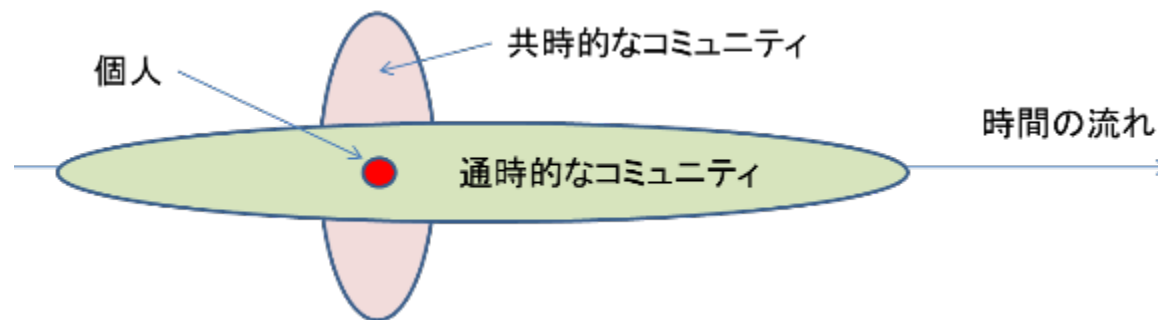 共時的なコミュニティ
個人
時間の流れ
通時的なコミュニティ